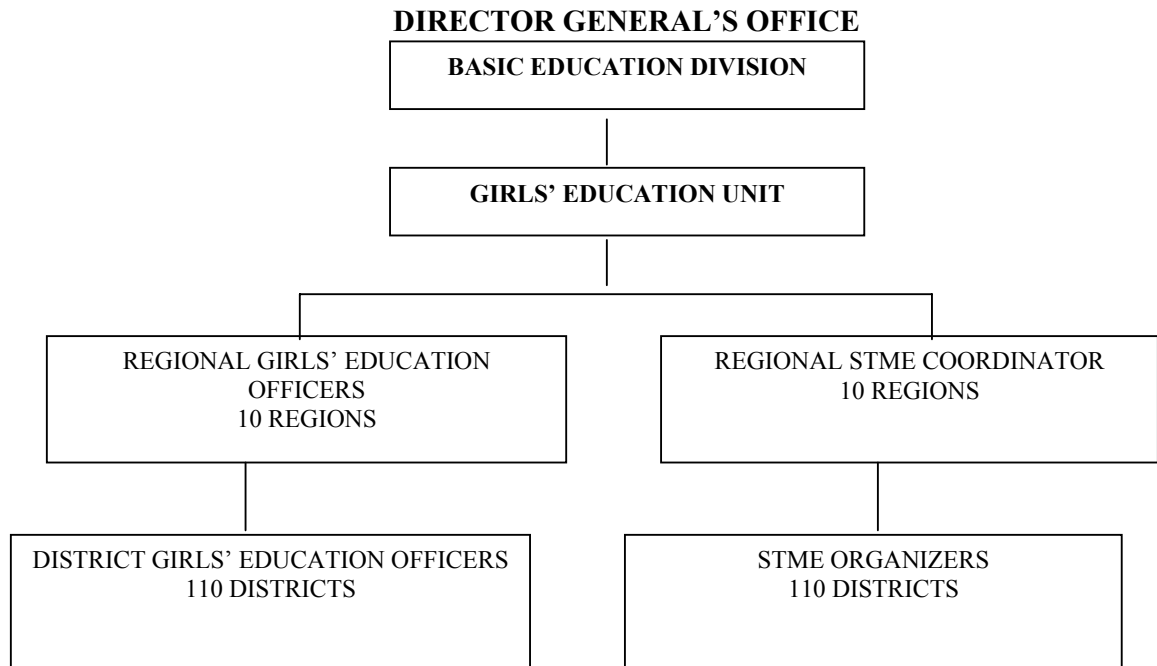 DIRECTOR GENERAL’S OFFICE
BASIC EDUCATION DIVISION
GIRLS’ EDUCATION UNIT
REGIONAL GIRLS’ EDUCATION
OFFICERS
10 REGIONS
REGIONAL STME COORDINATOR
10 REGIONS
DISTRICT GIRLS’ EDUCATION OFFICERS
110 DISTRICTS
STME ORGANIZERS
110 DISTRICTS